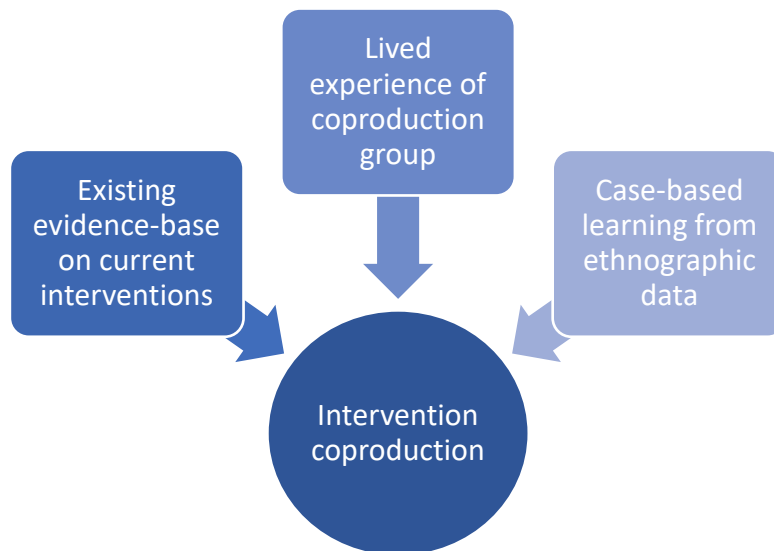 Lived
experience of
coproduction
group
Existing
evidence-base
on current
interventions
Case-based
learning from
ethnographic
data
Intervention
coproduction